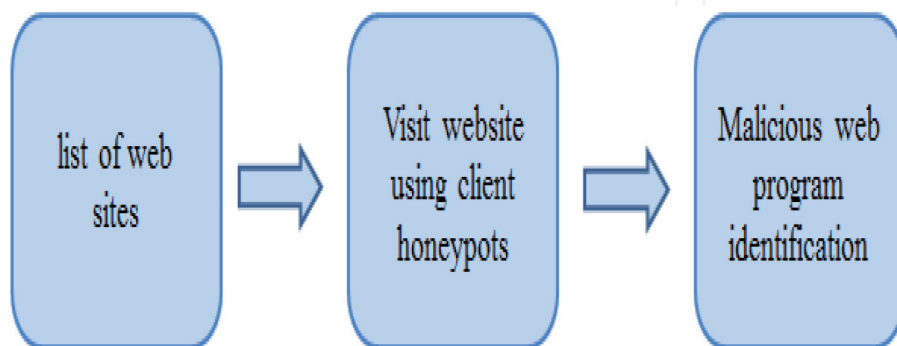 list of web
sites
Visit website
using client
honeypots
Malicious web
program
identification